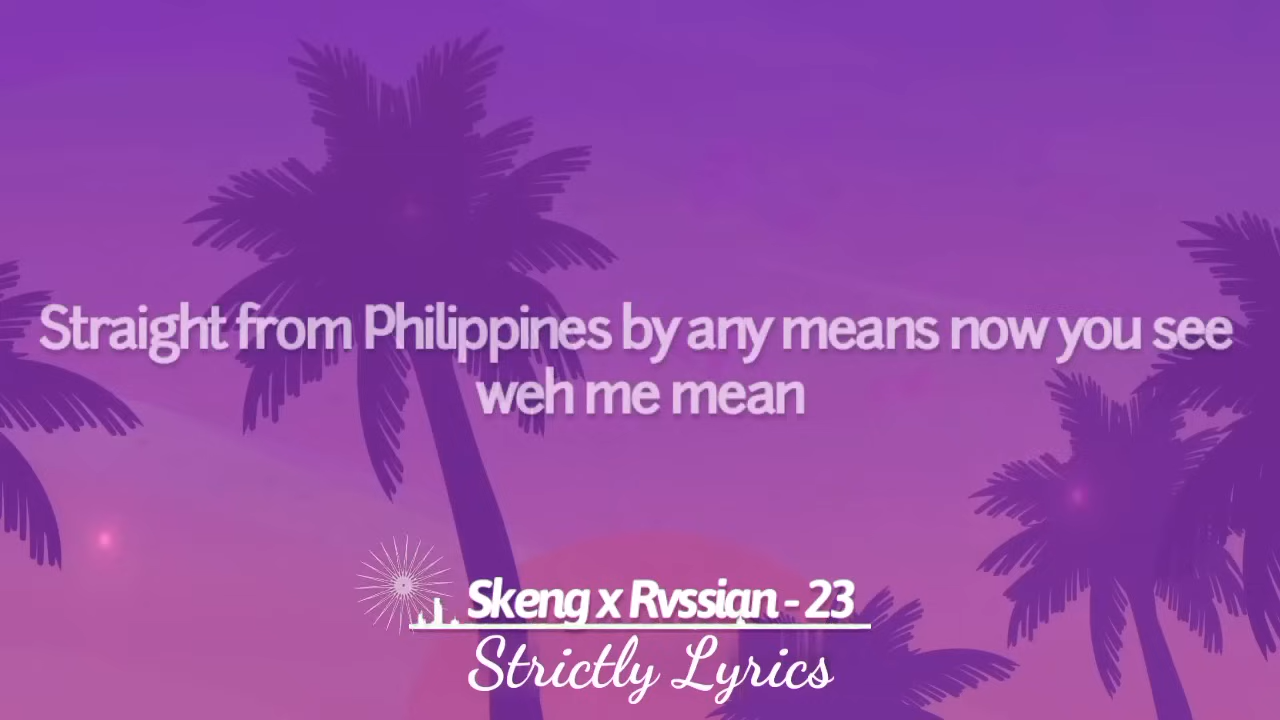 Straight from Philippines by any means now you see
weh me mean
Skeng x Rvssian - 23
Strictly Lyrics